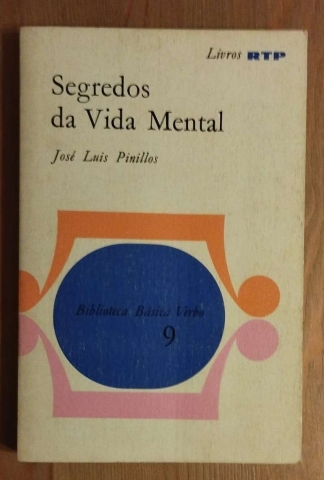 Livros RTP
Segredos
da Vida Mental
José Luis Pinillos
Biblioteca Básica Verbo
9